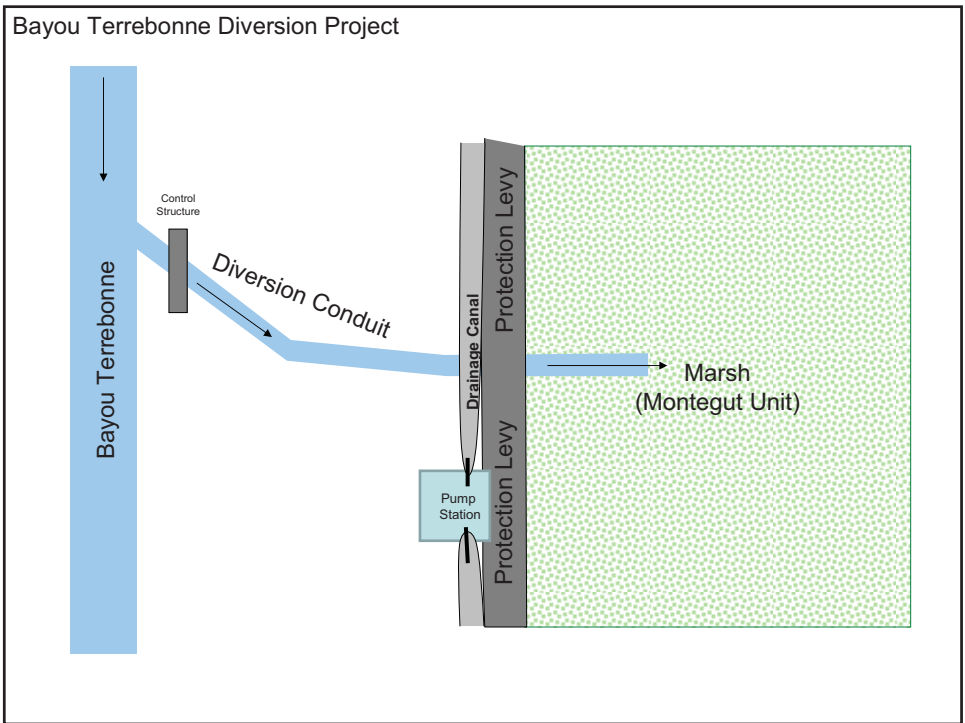 Bayou Terrebonne Diversion Project
Control
Structure
Diversion Conduit
Bayou Terrebonne
Drainage Canal
Protection Levy
Marsh
(Montegut Unit)
Pump
Station
Protection Levy